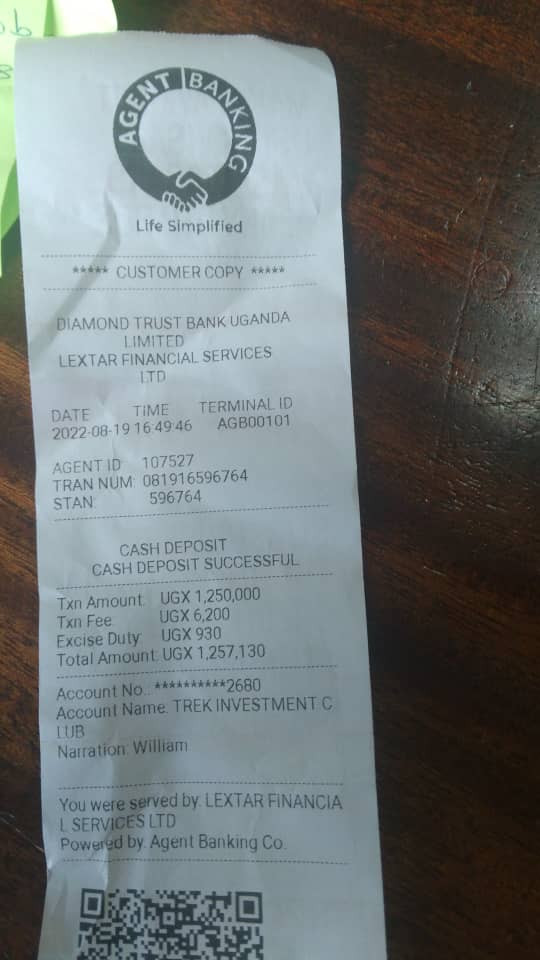 AGENT BANKING
Life Simplified
***** CUSTOMER COPY *****
DIAMOND TRUST BANK UGANDA
LIMITED
LEXTAR FINANCIAL SERVICES
LTD
DATE TIME TERMINAL ID
2022-08-19 16:49:46 AGB00101
AGENT ID 107527
TRAN NUM: 081916596764
STAN: 596764
CASH DEPOSIT
CASH DEPOSIT SUCCESSFUL
Txn Amount: UGX 1,250,000
Txn Fee: UGX 6,200
Excise Duty: UGX 930
Total Amount: UGX 1,257,130
Account No.: **********2680
Account Name: TREK INVESTMENT C
LUB
Narration: William
You were served by: LEXTAR FINANCIA
L SERVICES LTD
Powered by: Agent Banking Co.